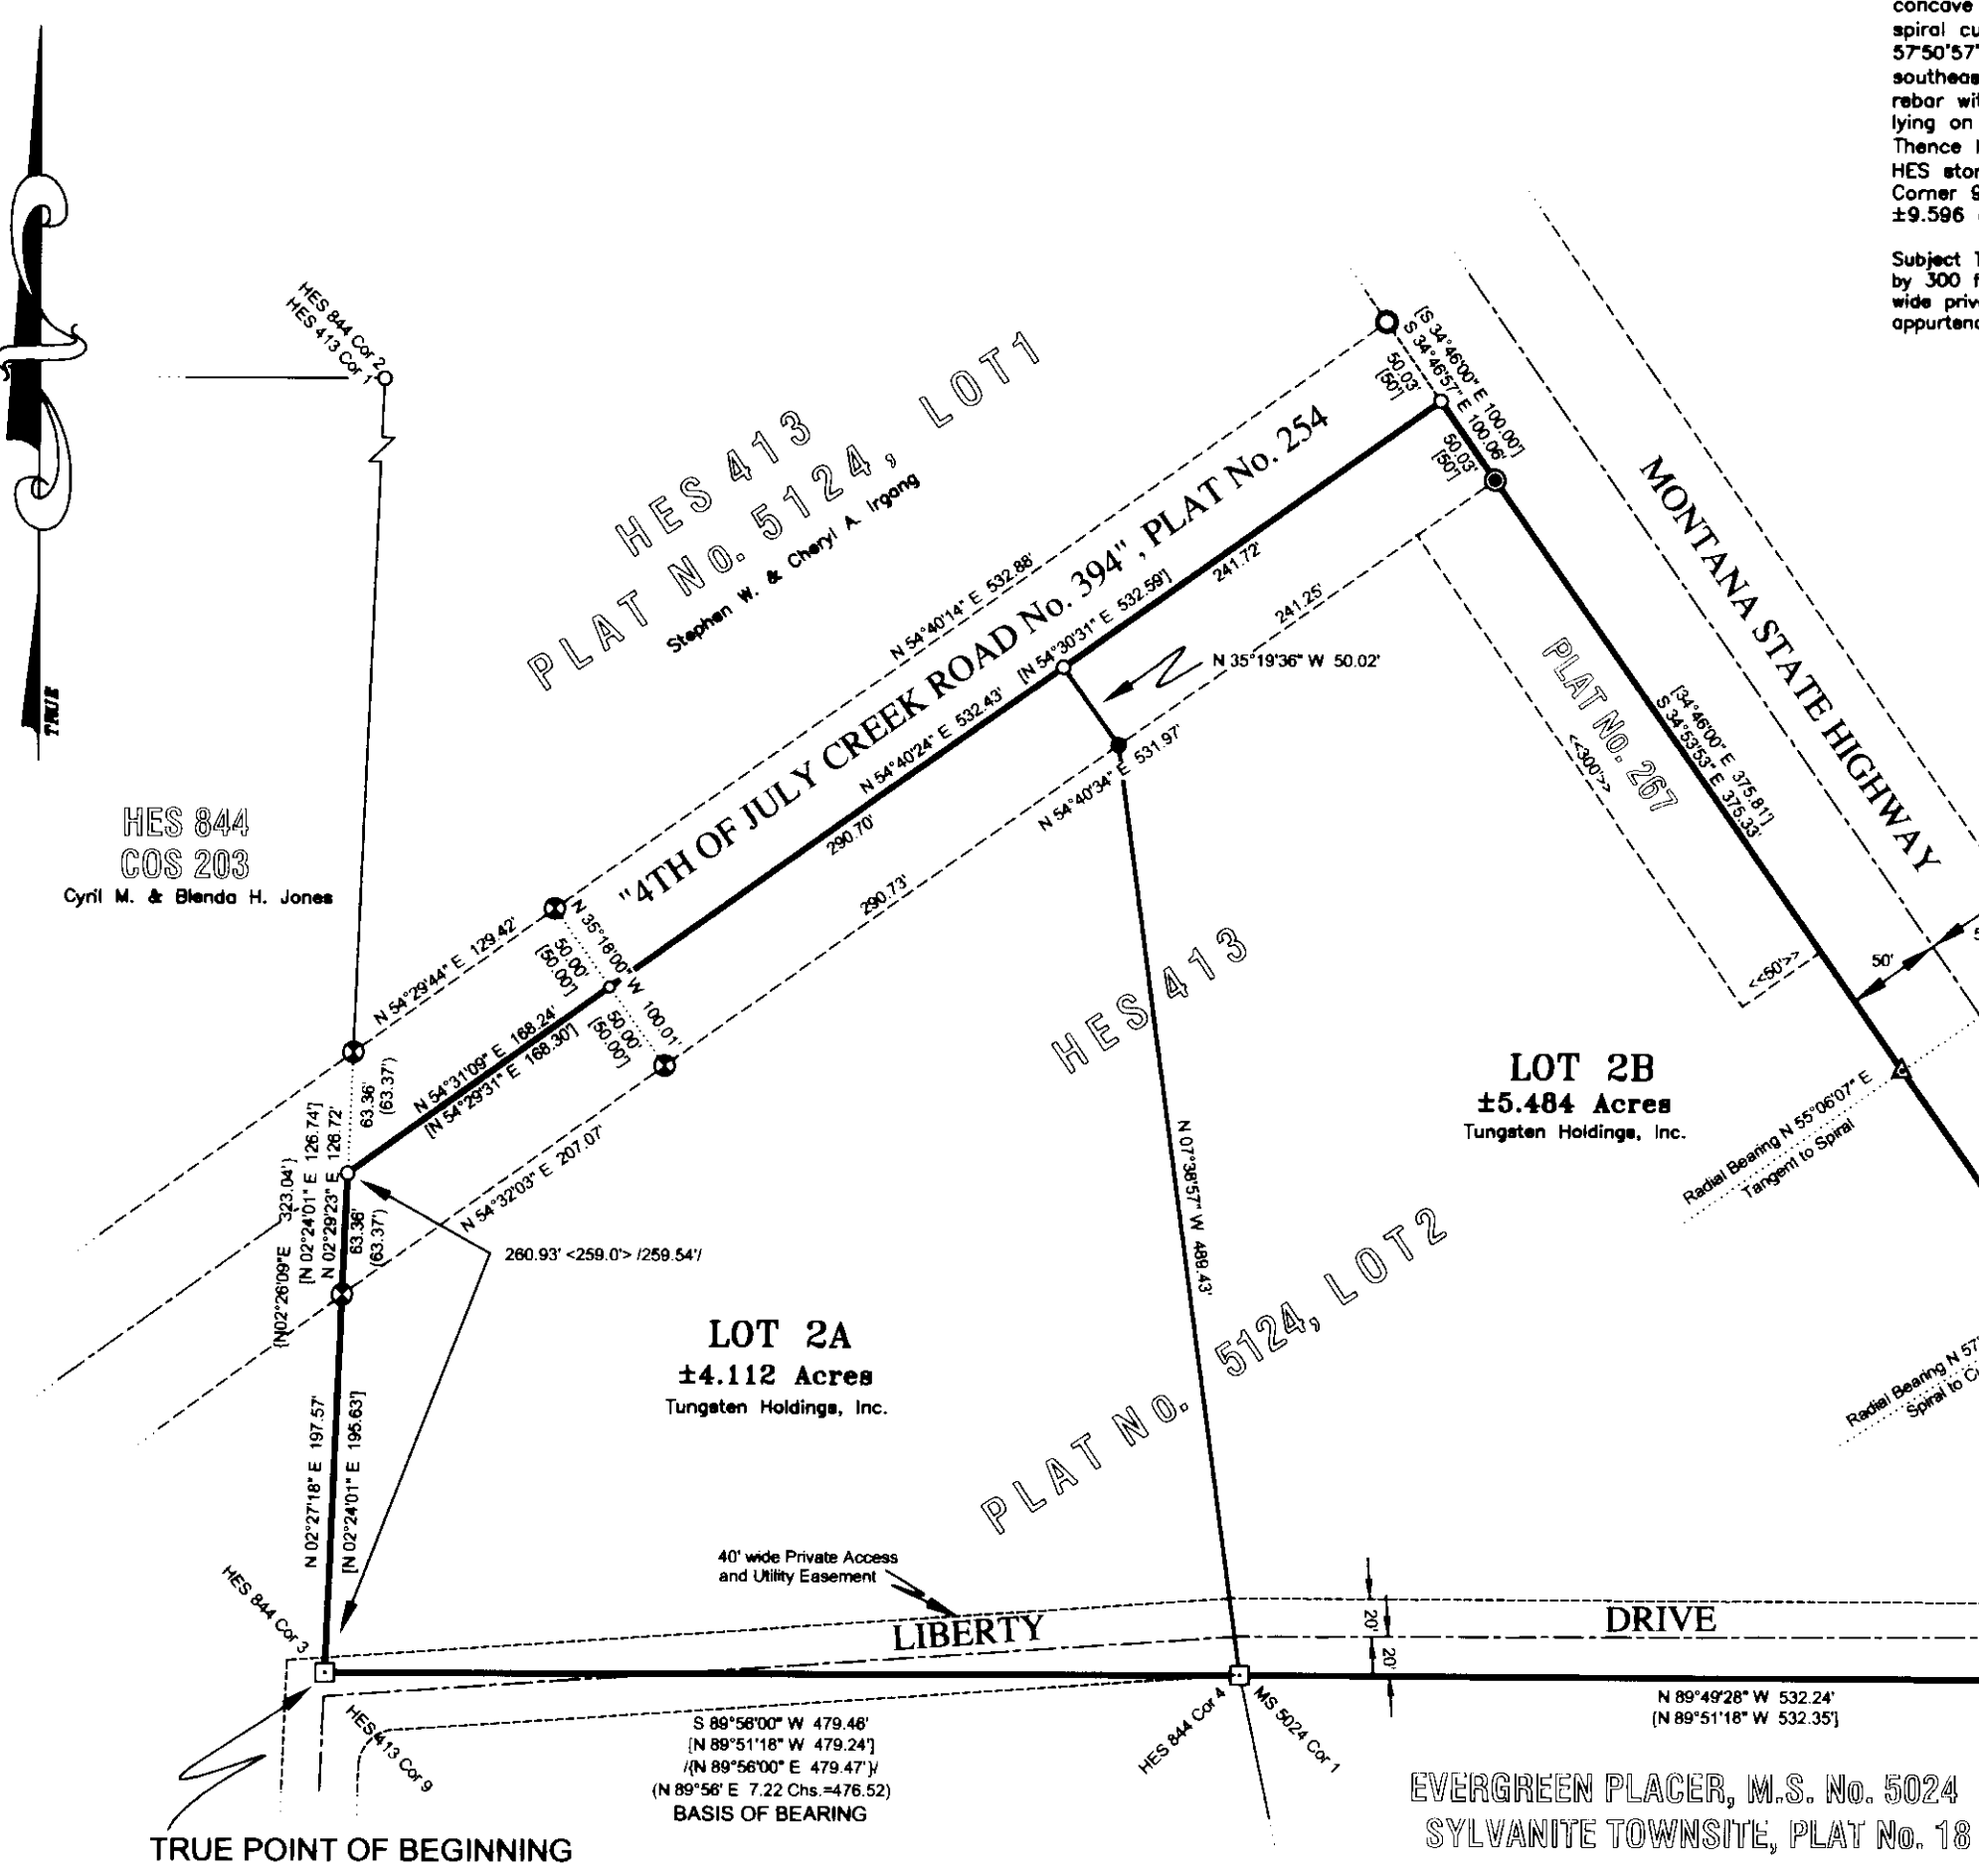 concave
spiral cu
57°50'57"
southeas
rebar wit
lying on
Thence
HES stor
Corner 9
±9.596
Subject
by 300 f
wide priv
appurtena
TRUE
HES 844 Cor 2
HES 413 Cor 1
HES 413
PLAT No. 5124, LOT 1
Stephen W. & Cheryl A. Irgang
[S 34°46'00" E 100.00']
S 34°46'57" E 100.06'
50.03'
[50']
50.03'
[50']
MONTANA STATE HIGHWAY
"4TH OF JULY CREEK ROAD No. 394", PLAT No. 254
N 54°40'14" E 532.88'
[N 54°30'31" E 532.59']
N 54°40'24" E 532.43'
241.72'
290.70'
241.25'
N 35°19'36" W 50.02'
N 54°40'34" E 531.97'
290.73'
PLAT No. 267
<<300'>>
[34°46'00" E 375.81']
S 34°53'53" E 375.33'
<<50'>>
50'
5
HES 844
COS 203
Cyril M. & Blenda H. Jones
N 54°29'44" E 129.42'
N 35°18'00" W 100.01'
50.00'
[50.00']
50.00'
[50.00']
N 54°31'09" E 168.24'
[N 54°29'31" E 168.30']
N 54°32'03" E 207.07'
63.36'
(63.37')
63.36'
(63.37')
{N02°26'09"E 323.04'}
[N 02°24'01" E 126.74']
N 02°29'23" E 126.72'
260.93' <259.0'> /259.54'/
HES 413
PLAT No. 5124, LOT 2
LOT 2B
±5.484 Acres
Tungsten Holdings, Inc.
Radial Bearing N 55°06'07" E
Tangent to Spiral
Radial Bearing N 57
Spiral to C
N 07°38'57" W 489.43'
LOT 2A
±4.112 Acres
Tungsten Holdings, Inc.
N 02°27'18" E 197.57'
[N 02°24'01" E 195.63']
40' wide Private Access
and Utility Easement
LIBERTY DRIVE
20'
20'
HES 844 Cor 3
HES 413 Cor 9
HES 844 Cor 4
MS 5024 Cor 1
S 89°56'00" W 479.46'
[N 89°51'18" W 479.24']
/{N 89°56'00" E 479.47'}/
(N 89°56' E 7.22 Chs.=476.52)
BASIS OF BEARING
N 89°49'28" W 532.24'
[N 89°51'18" W 532.35']
TRUE POINT OF BEGINNING
EVERGREEN PLACER, M.S. No. 5024
SYLVANITE TOWNSITE, PLAT No. 18